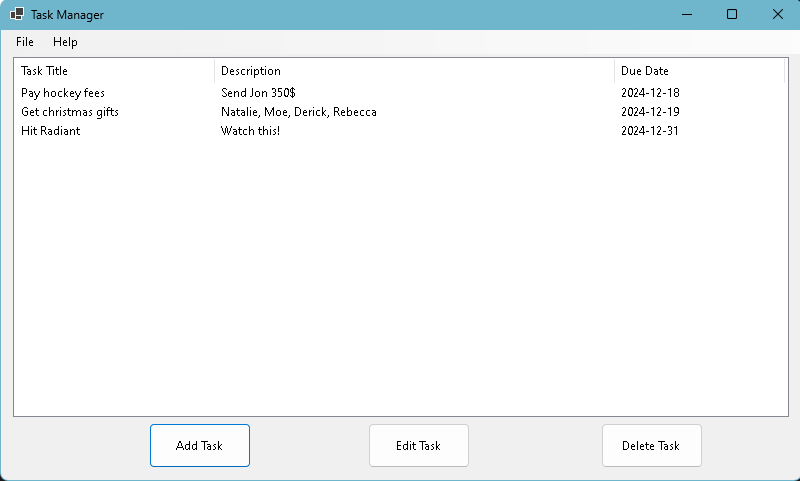 Task Manager
File Help
Task Title Description Due Date
Pay hockey fees Send Jon 350$ 2024-12-18
Get christmas gifts Natalie, Moe, Derick, Rebecca 2024-12-19
Hit Radiant Watch this! 2024-12-31
Add Task Edit Task Delete Task